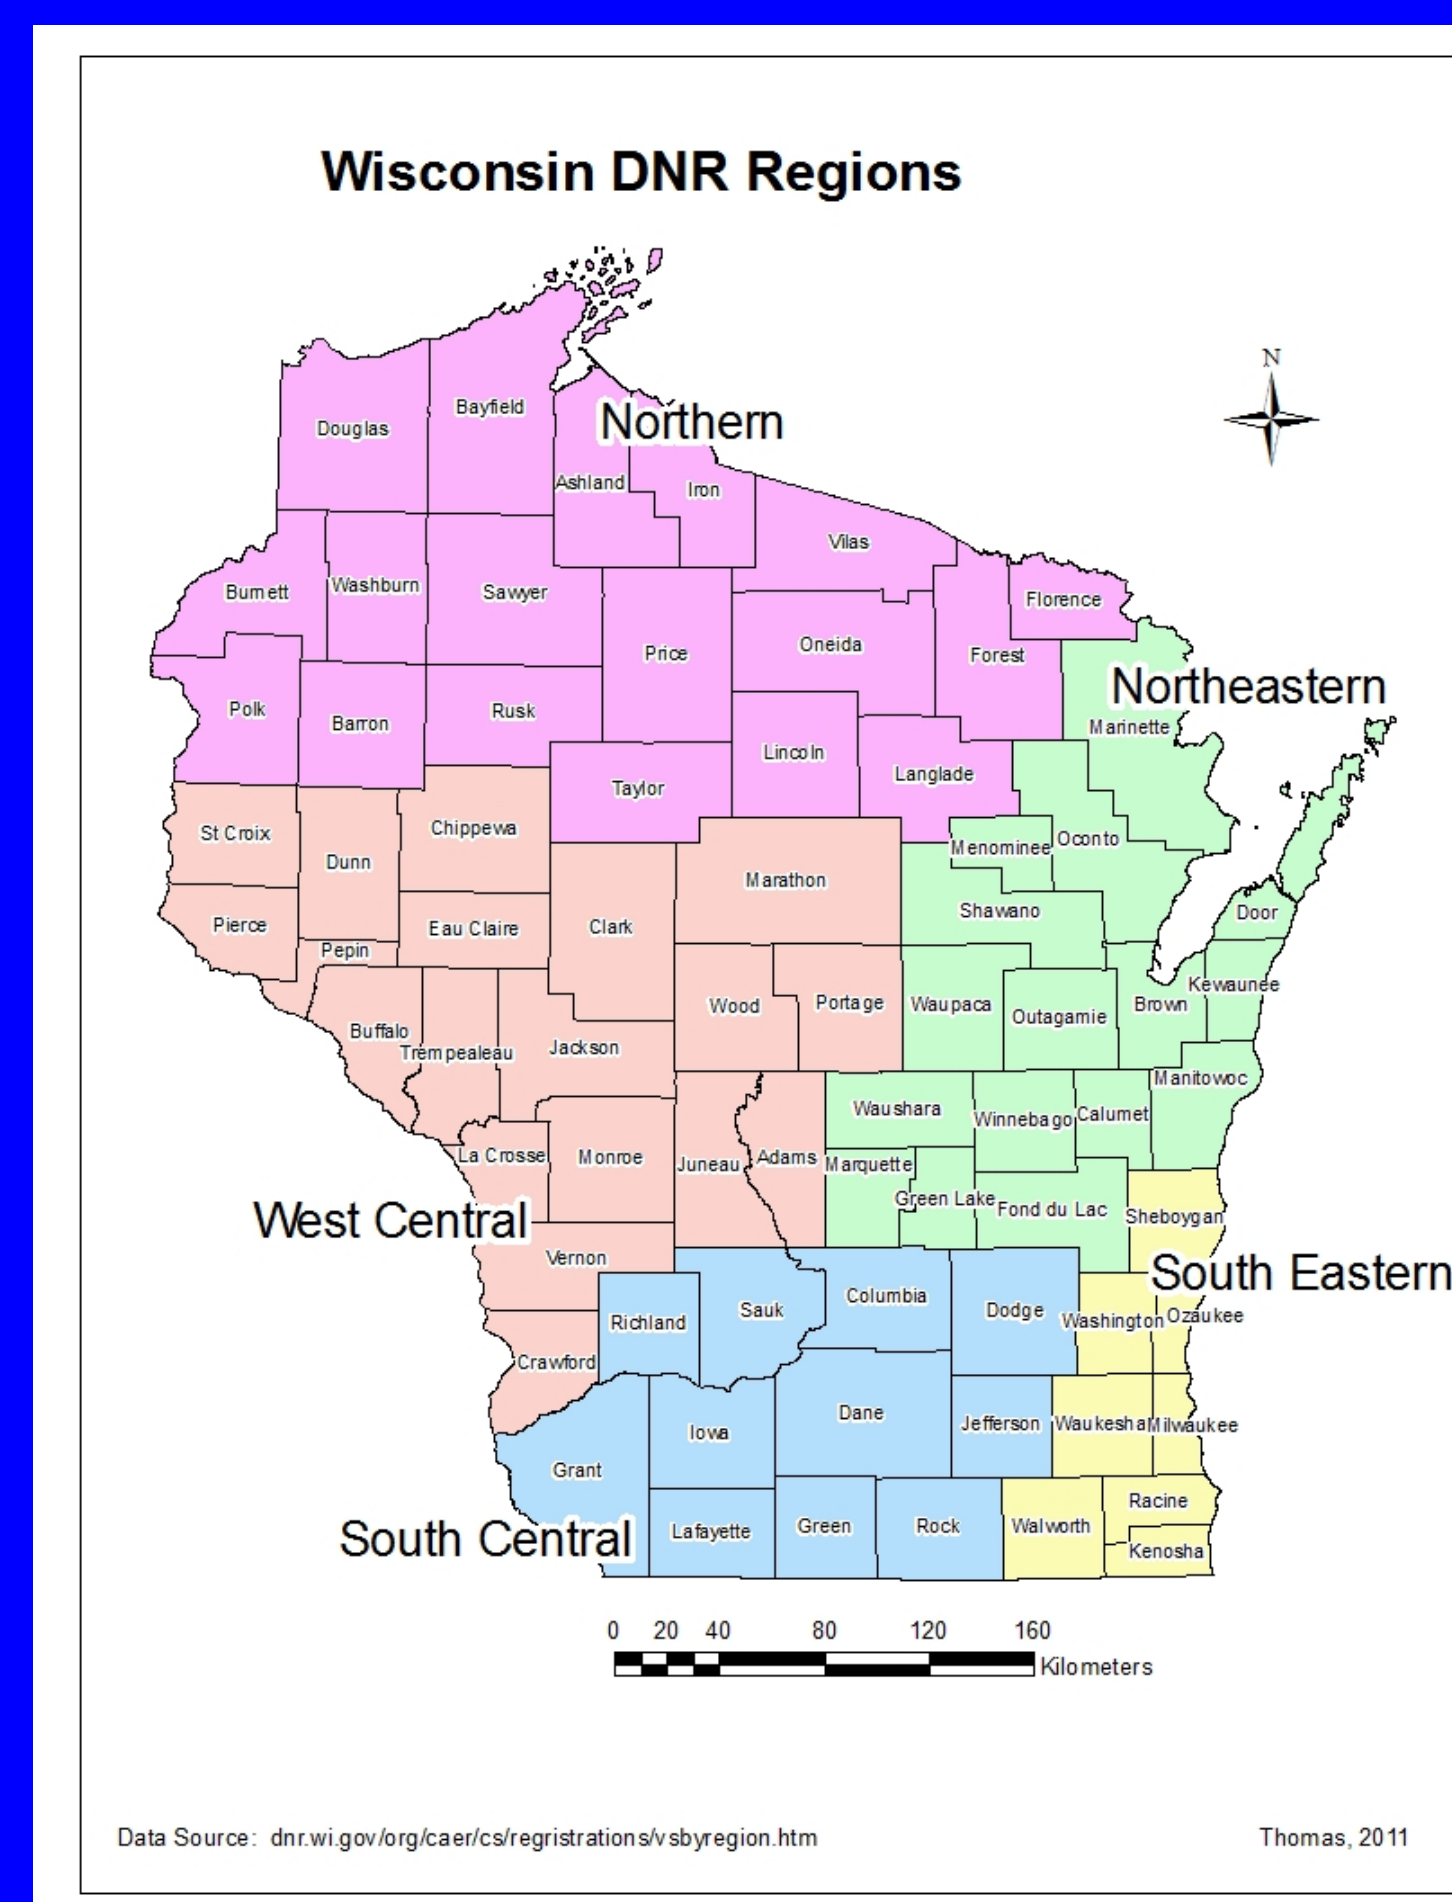 Wisconsin DNR Regions
N
Northern
Bayfield
Douglas
Ashland
Iron
Vilas
Burnett
Washburn
Sawyer
Florence
Price
Oneida
Forest
Northeastern
Polk
Barron
Rusk
Marinette
Lincoln
Langlade
Taylor
St Croix
Chippewa
Dunn
Menominee
Oconto
Marathon
Pierce
Eau Claire
Clark
Shawano
Door
Pepin
Wood
Portage
Waupaca
Outagamie
Brown
Kewaunee
Buffalo
Trempealeau
Jackson
Manitowoc
Waushara
Winnebago
Calumet
La Crosse
Monroe
Juneau
Adams
Marquette
Green Lake
Fond du Lac
Sheboygan
West Central
Vernon
South Eastern
Richland
Sauk
Columbia
Dodge
Washington
Ozaukee
Crawford
Dane
Iowa
Jefferson
Waukesha
Milwaukee
Grant
South Central
Lafayette
Green
Rock
Walworth
Racine
Kenosha
0 20 40 80 120 160
Kilometers
Data Source: dnr.wi.gov/org/caer/cs/regristrations/vsbyregion.htm
Thomas, 2011